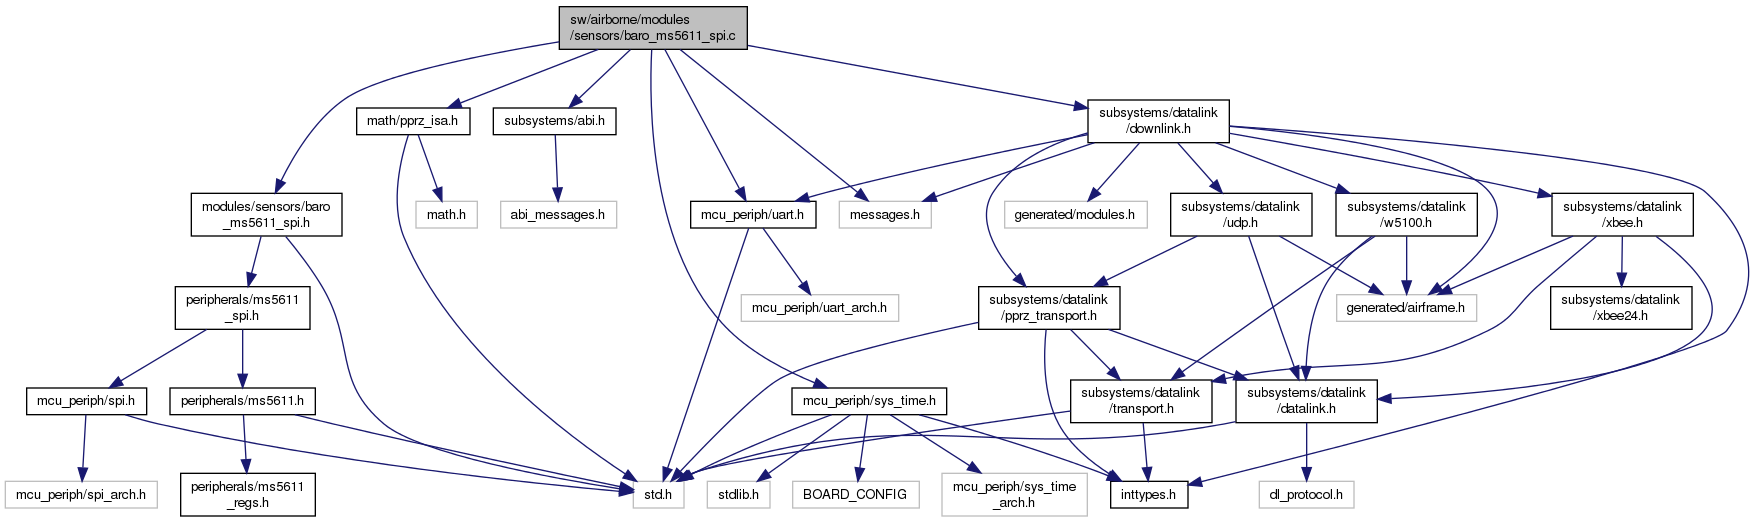 sw/airborne/modules
/sensors/baro_ms5611_spi.c
math/pprz_isa.h
subsystems/abi.h
subsystems/datalink
/downlink.h
modules/sensors/baro
_ms5611_spi.h
math.h
abi_messages.h
mcu_periph/uart.h
messages.h
generated/modules.h
subsystems/datalink
/udp.h
subsystems/datalink
/w5100.h
subsystems/datalink
/xbee.h
peripherals/ms5611
_spi.h
mcu_periph/uart_arch.h
subsystems/datalink
/pprz_transport.h
generated/airframe.h
subsystems/datalink
/xbee24.h
mcu_periph/spi.h
peripherals/ms5611.h
mcu_periph/sys_time.h
subsystems/datalink
/transport.h
subsystems/datalink
/datalink.h
mcu_periph/spi_arch.h
peripherals/ms5611
_regs.h
std.h
stdlib.h
BOARD_CONFIG
mcu_periph/sys_time
_arch.h
inttypes.h
dl_protocol.h